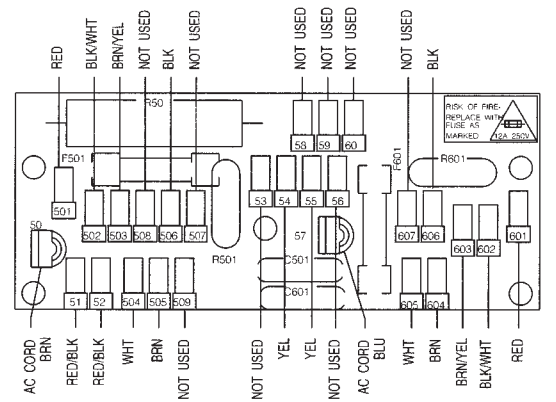 RED
BLK/WHT
BRN/YEL
NOT USED
BLK
NOT USED
NOT USED
NOT USED
NOT USED
NOT USED
BLK
R50
RISK OF FIRE-
REPLACE WITH
FUSE AS
MARKED
12A 250V
58
59
60
F501
F601
R601
501
53
54
55
56
50
502
503
508
506
507
57
607
606
603
602
601
R501
C501
C601
51
52
504
505
509
605
604
AC CORD
BRN
RED/BLK
RED/BLK
WHT
BRN
NOT USED
NOT USED
YEL
YEL
NOT USED
AC CORD
BLU
WHT
BRN
BRN/YEL
BLK/WHT
RED